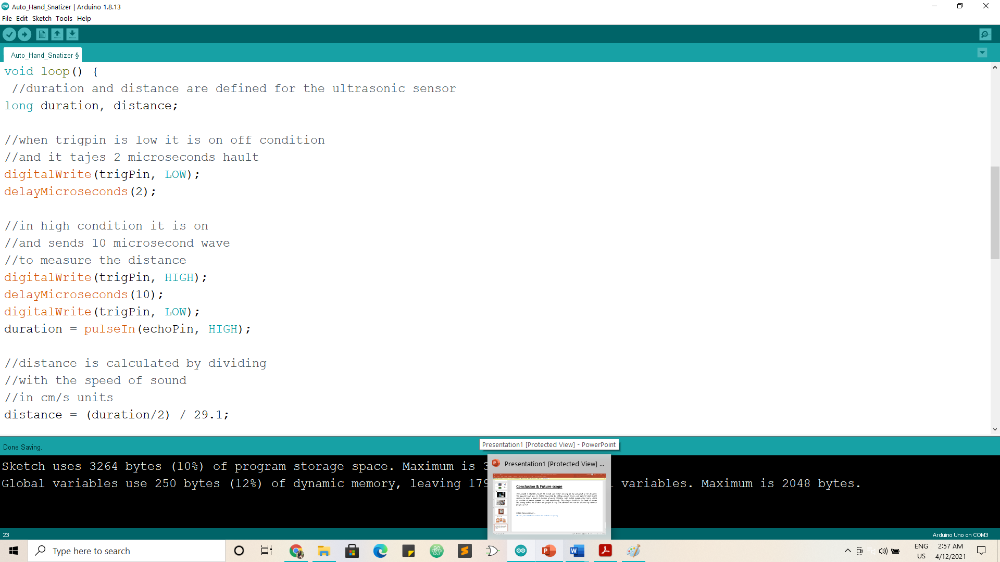 Auto_Hand_Snatizer | Arduino 1.8.13
File Edit Sketch Tools Help
Auto_Hand_Snatizer §
void loop() {
//duration and distance are defined for the ultrasonic sensor
long duration, distance;
//when trigpin is low it is on off condition
//and it tajes 2 microseconds hault
digitalWrite(trigPin, LOW);
delayMicroseconds(2);
//in high condition it is on
//and sends 10 microsecond wave
//to measure the distance
digitalWrite(trigPin, HIGH);
delayMicroseconds(10);
digitalWrite(trigPin, LOW);
duration = pulseIn(echoPin, HIGH);
//distance is calculated by dividing
//with the speed of sound
//in cm/s units
distance = (duration/2) / 29.1;
Done Saving.
Presentation1 [Protected View] - PowerPoint
Presentation1 [Protected View] ...
Conclusion & Future scope
Sketch uses 3264 bytes (10%) of program storage space. Maximum is 3
Global variables use 250 bytes (12%) of dynamic memory, leaving 179 variables. Maximum is 2048 bytes.
23
Arduino Uno on COM3
Type here to search
ENG
US
2:57 AM
4/12/2021